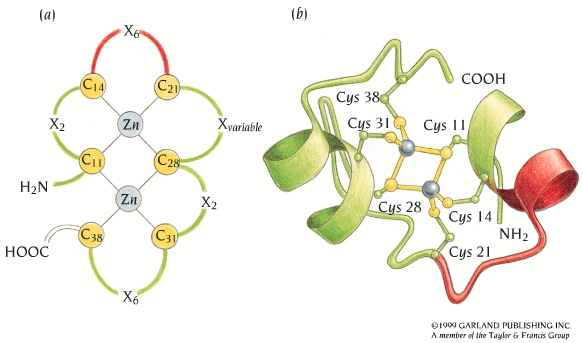 (a)
X6
C14
C21
Zn
X2
Xvariable
C11
C28
H2N
Zn
X2
C38
C31
HOOC
X6
(b)
COOH
Cys 38
Cys 31
Cys 11
Cys 28
Cys 14
NH2
Cys 21
©1999 GARLAND PUBLISHING INC.
A member of the Taylor & Francis Group